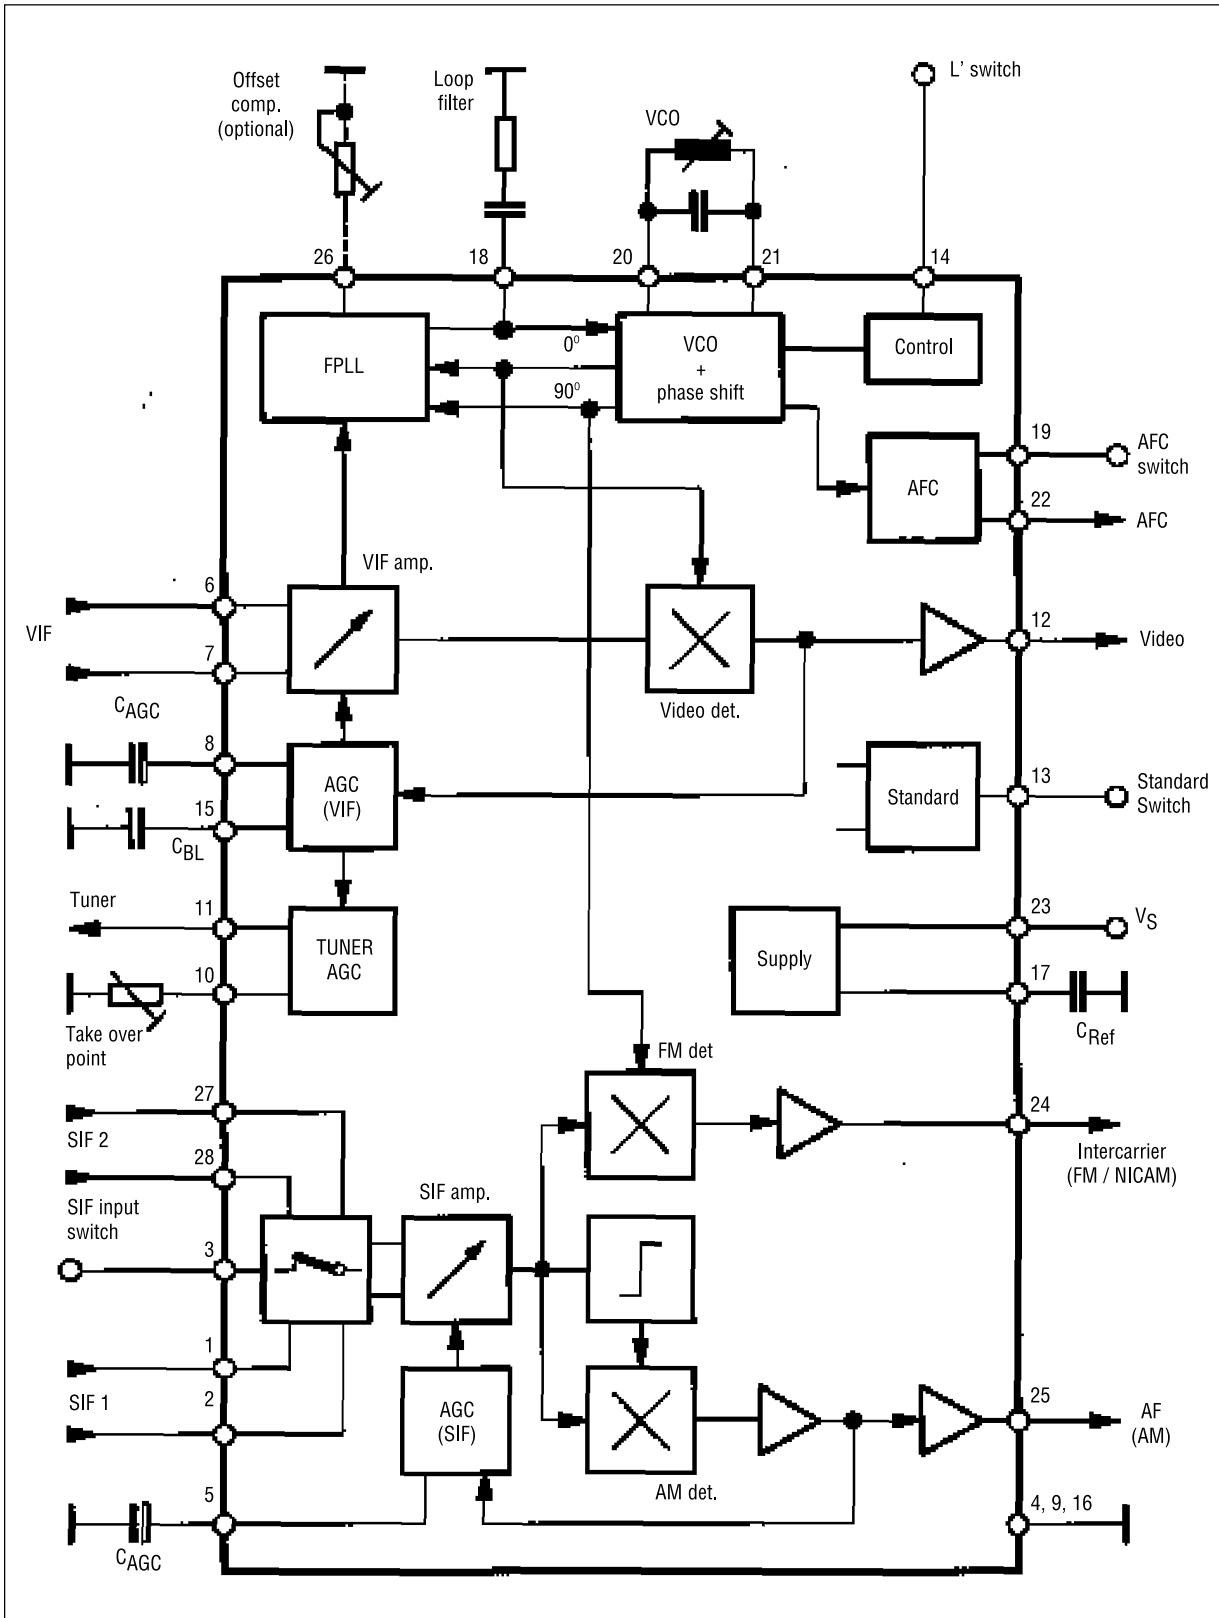 Offset
comp.
(optional)
Loop
filter
VCO
L' switch
26
18
20
21
14
FPLL
0°
90°
VCO
+
phase shift
Control
19
AFC
switch
AFC
22
AFC
VIF amp.
6
VIF
7
12
Video
Video det.
CAGC
8
AGC
(VIF)
15
CBL
Standard
13
Standard
Switch
Tuner
11
TUNER
AGC
10
Take over
point
Supply
23
VS
17
CRef
FM det
27
SIF 2
28
SIF input
switch
3
SIF amp.
24
Intercarrier
(FM / NICAM)
1
SIF 1
2
AGC
(SIF)
AM det.
25
AF
(AM)
5
CAGC
4, 9, 16